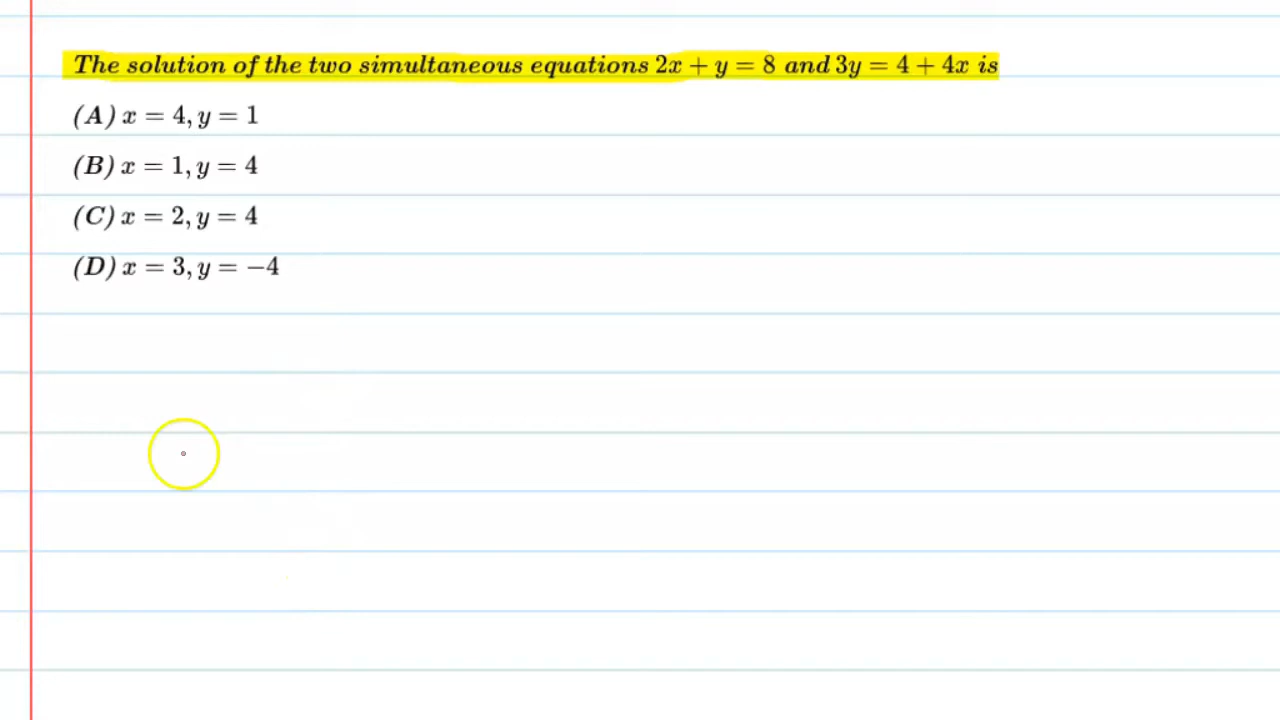 The solution of the two simultaneous equations 2x + y = 8 and 3y = 4 + 4x is
(A) x = 4, y = 1
(B) x = 1, y = 4
(C) x = 2, y = 4
(D) x = 3, y = −4